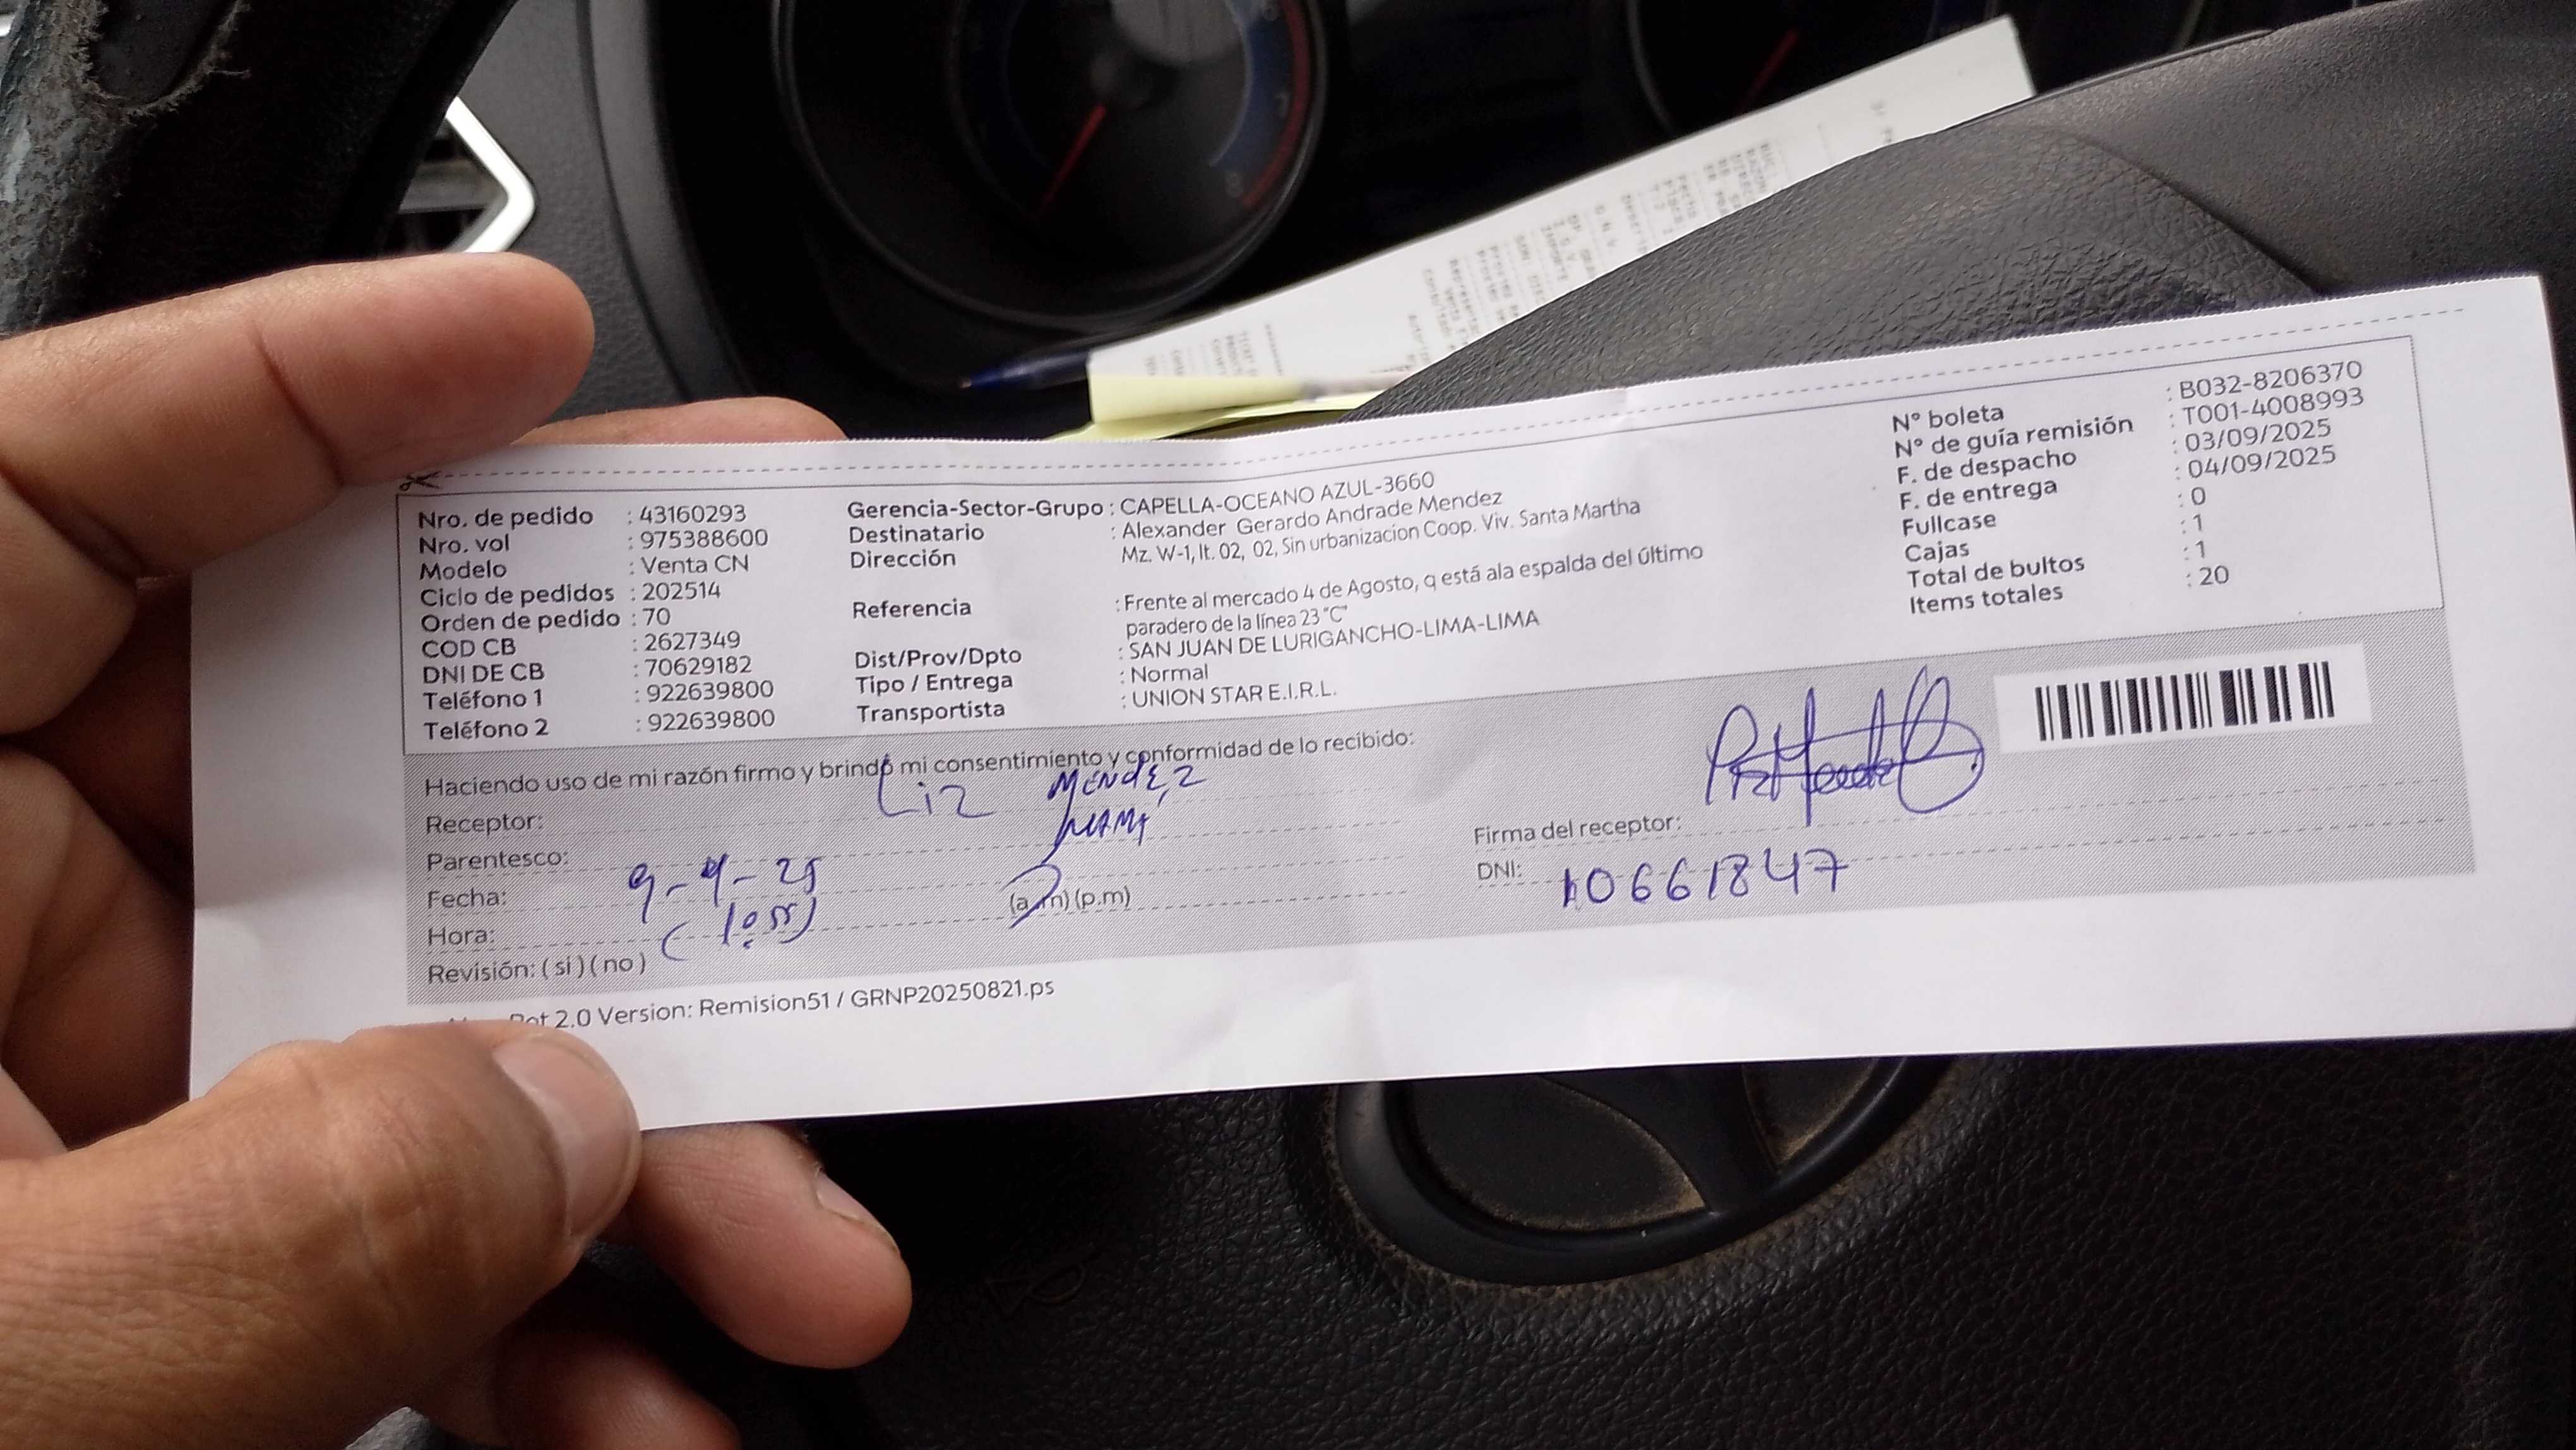 Nro. de pedido : 43160293
Nro. vol : 975388600
Modelo : Venta CN
Ciclo de pedidos : 202514
Orden de pedido : 70
COD CB : 2627349
DNI DE CB : 70629182
Teléfono 1 : 922639800
Teléfono 2 : 922639800
Gerencia-Sector-Grupo : CAPELLA-OCEANO AZUL-3660
Destinatario : Alexander Gerardo Andrade Mendez
Dirección Mz. W-1, lt. 02, 02, Sin urbanizacion Coop. Viv. Santa Martha
Referencia : Frente al mercado 4 de Agosto, q está ala espalda del último
paradero de la línea 23 "C"
Dist/Prov/Dpto : SAN JUAN DE LURIGANCHO-LIMA-LIMA
Tipo / Entrega : Normal
Transportista : UNION STAR E.I.R.L.
N° boleta : B032-8206370
N° de guía remisión : T001-4008993
F. de despacho : 03/09/2025
F. de entrega : 04/09/2025
Fullcase : 0
Cajas : 1
Total de bultos : 1
Items totales : 20
Haciendo uso de mi razón firmo y brindo mi consentimiento y conformidad de lo recibido:
Receptor: Liz Mendez
Parentesco: MAMA
Fecha: 9-9-25
Hora: (10:55) (a.m) (p.m)
Revisión: ( si ) ( no )
Firma del receptor:
DNI: 10661847
2.0 Version: Remision51 / GRNP20250821.ps